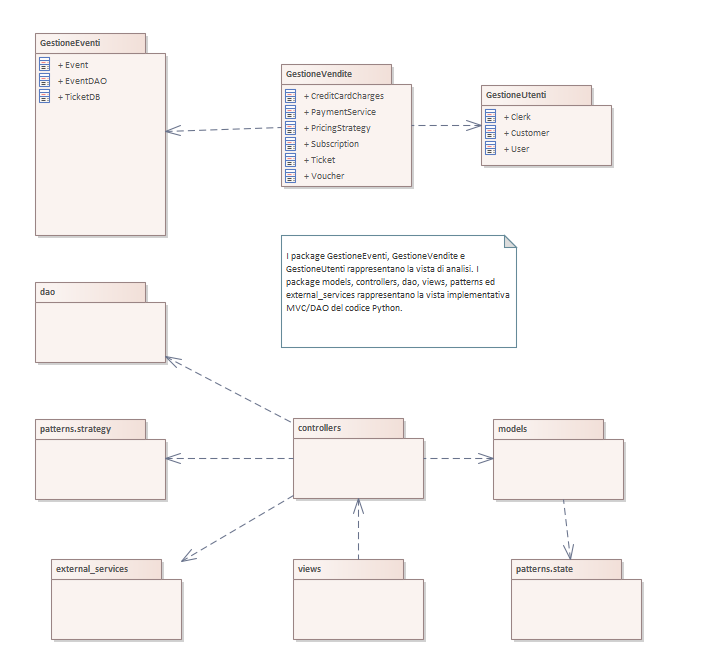 GestioneEventi
+ Event
+ EventDAO
+ TicketDB
GestioneVendite
+ CreditCardCharges
+ PaymentService
+ PricingStrategy
+ Subscription
+ Ticket
+ Voucher
GestioneUtenti
+ Clerk
+ Customer
+ User
I package GestioneEventi, GestioneVendite e
GestioneUtenti rappresentano la vista di analisi. I
package models, controllers, dao, views, patterns ed
external_services rappresentano la vista implementativa
MVC/DAO del codice Python.
dao
patterns.strategy
controllers
models
external_services
views
patterns.state